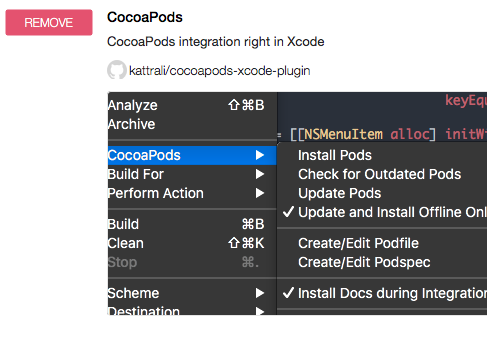 REMOVE
CocoaPods
CocoaPods integration right in Xcode
kattrali/cocoapods-xcode-plugin
Analyze ⇧⌘B
Archive
CocoaPods ▶
Build For ▶
Perform Action ▶
Build ⌘B
Clean ⇧⌘K
Stop ⌘.
Scheme ▶
Destination
keyEqu
= [[NSMenuItem alloc] initWi
Install Pods
Check for Outdated Pods
Update Pods
✓ Update and Install Offline Onl
Create/Edit Podfile
Create/Edit Podspec
✓ Install Docs during Integration